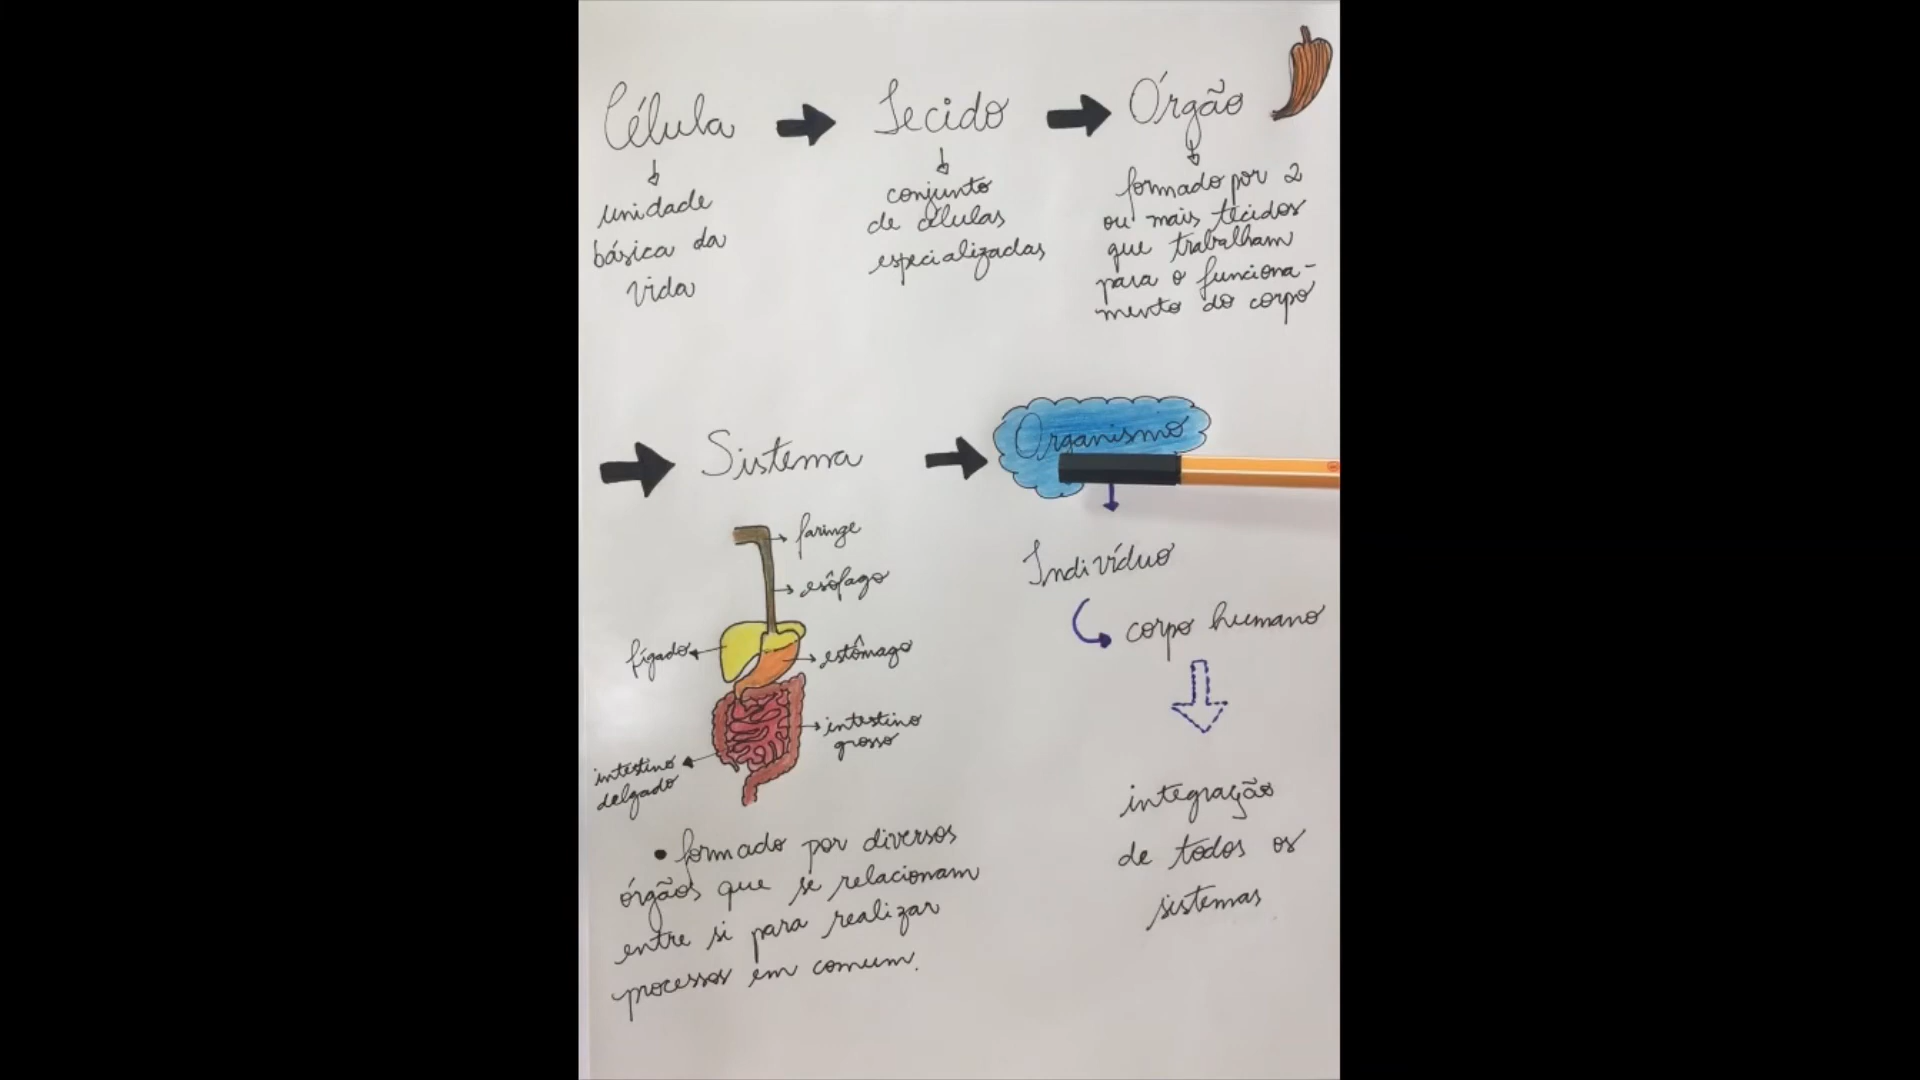 Célula
Tecido
Órgão
unidade
básica da
vida
conjunto
de células
especializadas
formado por 2
ou mais tecidos
que trabalham
para o funciona-
mento do corpo
Sistema
Organismo
faringe
esôfago
fígado
estômago
intestino
grosso
intestino
delgado
• formado por diversos
órgãos que se relacionam
entre si para realizar
processos em comum.
Indivíduo
corpo humano
integração
de todos os
sistemas